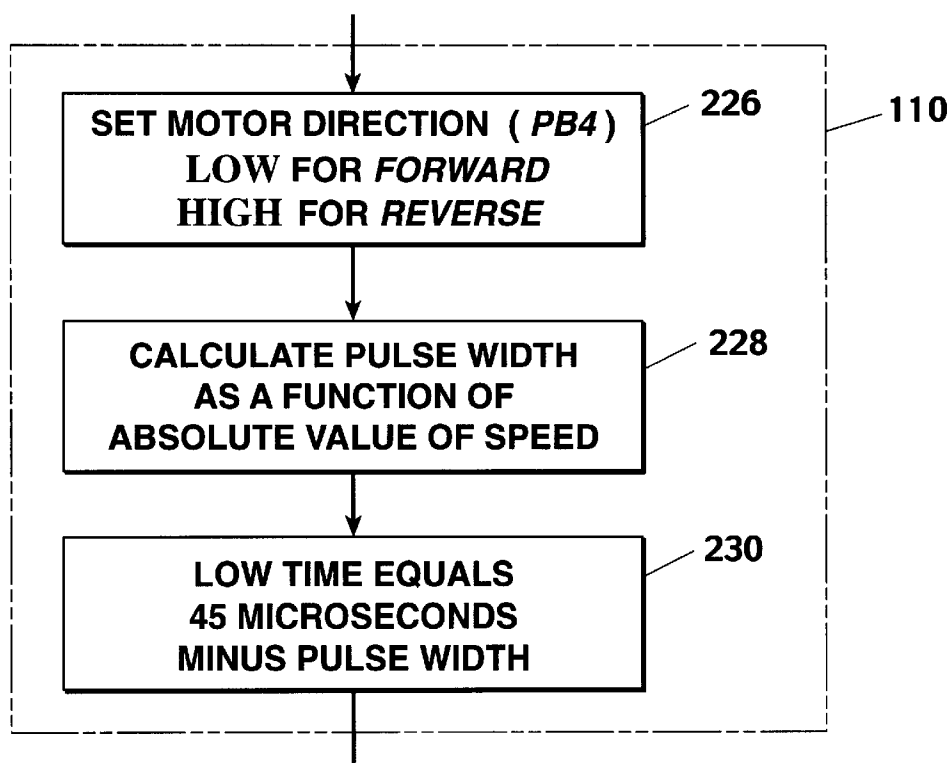 SET MOTOR DIRECTION ( PB4 )
LOW FOR FORWARD
HIGH FOR REVERSE
226
110
CALCULATE PULSE WIDTH
AS A FUNCTION OF
ABSOLUTE VALUE OF SPEED
228
LOW TIME EQUALS
45 MICROSECONDS
MINUS PULSE WIDTH
230